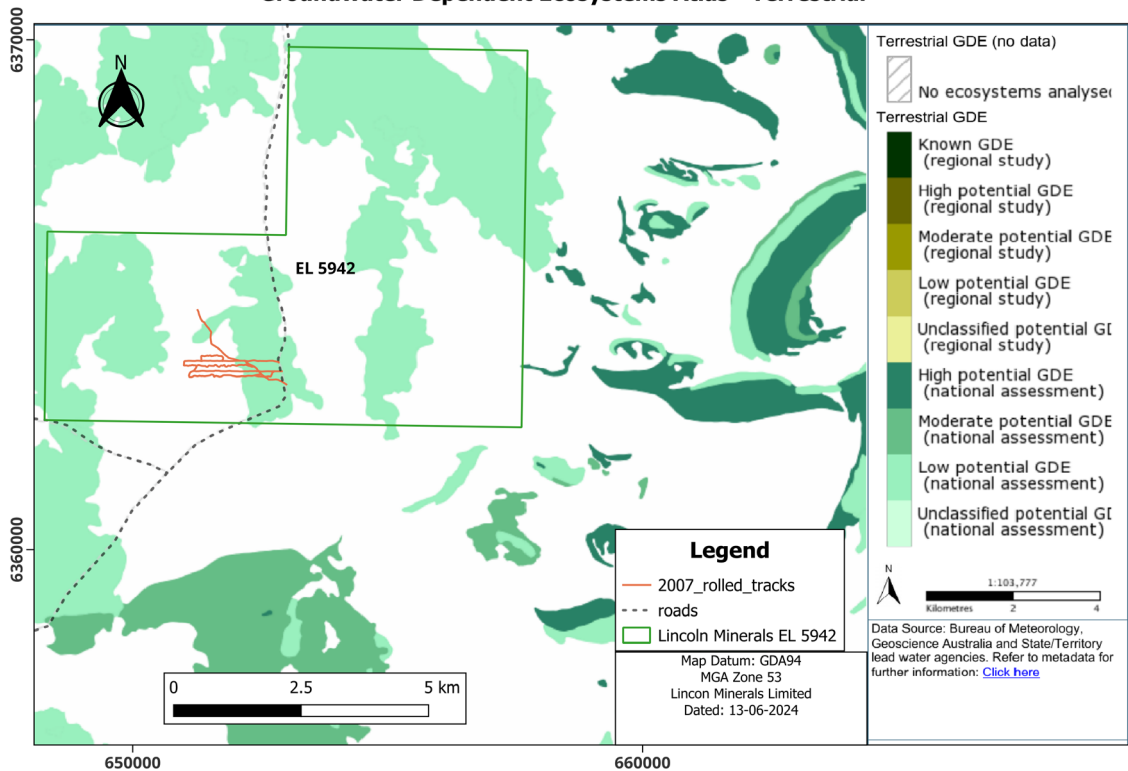 6370000
6360000
650000
660000
N
EL 5942
0 2.5 5 km
Legend
2007_rolled_tracks
roads
Lincoln Minerals EL 5942
Map Datum: GDA94
MGA Zone 53
Lincon Minerals Limited
Dated: 13-06-2024
Terrestrial GDE (no data)
No ecosystems analysed
Terrestrial GDE
Known GDE
(regional study)
High potential GDE
(regional study)
Moderate potential GDE
(regional study)
Low potential GDE
(regional study)
Unclassified potential
(regional study)
High potential GDE
(national assessment)
Moderate potential GDE
(national assessment)
Low potential GDE
(national assessment)
Unclassified potential
(national assessment)
N
1:103,777
Kilometres 2 4
Data Source: Bureau of Meteorology,
Geoscience Australia and State/Territory
lead water agencies. Refer to metadata for
further information: Click here